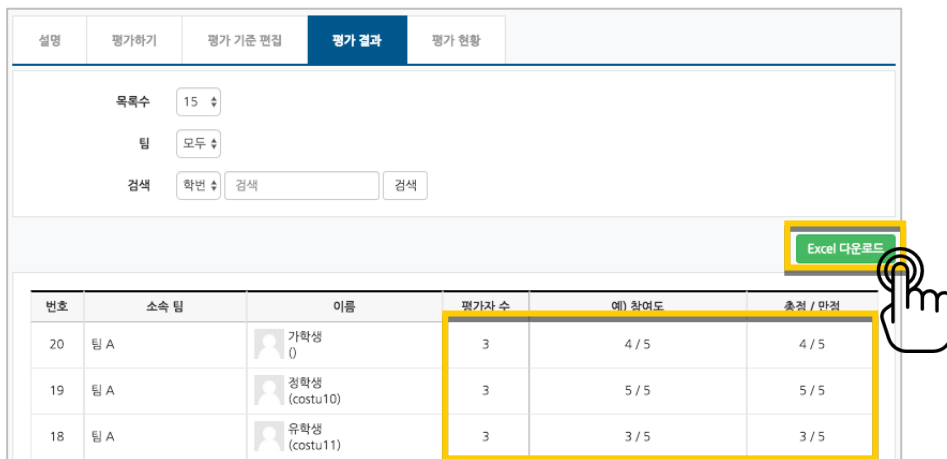 설명 평가하기 평가 기준 편집 평가 결과 평가 현황
목록수 15
팀 모두
검색 학번 검색 검색
Excel 다운로드
번호 소속 팀 이름 평가자 수 예) 참여도 총점 / 만점
20 팀 A 가학생 () 3 4 / 5 4 / 5
19 팀 A 정학생 (costu10) 3 5 / 5 5 / 5
18 팀 A 유학생 (costu11) 3 3 / 5 3 / 5